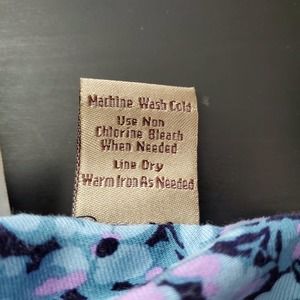 Machine Wash Cold
Use Non
Chlorine Bleach
When Needed
Line Dry
Warm Iron As Needed